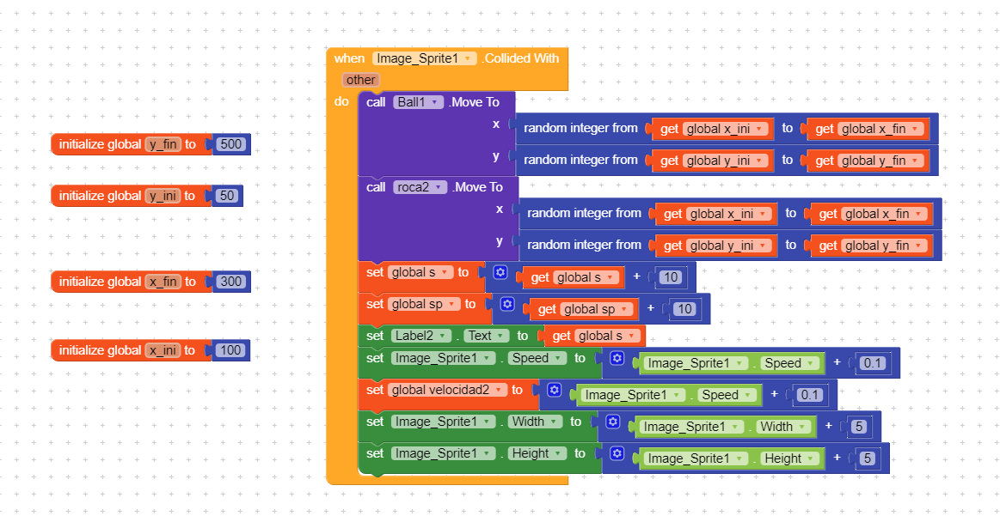 initialize global y_fin to 500
initialize global y_ini to 50
initialize global x_fin to 300
initialize global x_ini to 100
when Image_Sprite1 .Collided With
other
do call Ball1 .Move To
x random integer from get global x_ini to get global x_fin
y random integer from get global y_ini to get global y_fin
call roca2 .Move To
x random integer from get global x_ini to get global x_fin
y random integer from get global y_ini to get global y_fin
set global s to get global s + 10
set global sp to get global sp + 10
set Label2 . Text to get global s
set Image_Sprite1 . Speed to Image_Sprite1 . Speed + 0.1
set global velocidad2 to Image_Sprite1 . Speed + 0.1
set Image_Sprite1 . Width to Image_Sprite1 . Width + 5
set Image_Sprite1 . Height to Image_Sprite1 . Height + 5